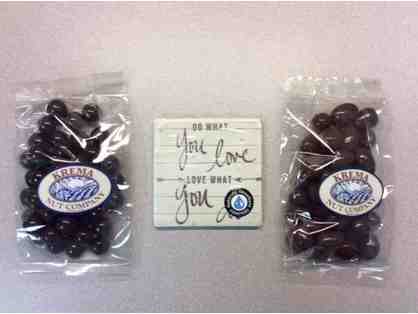 KREMA
NUT COMPANY
DO WHAT
you love
LOVE WHAT
you
KREMA
NUT COMPANY